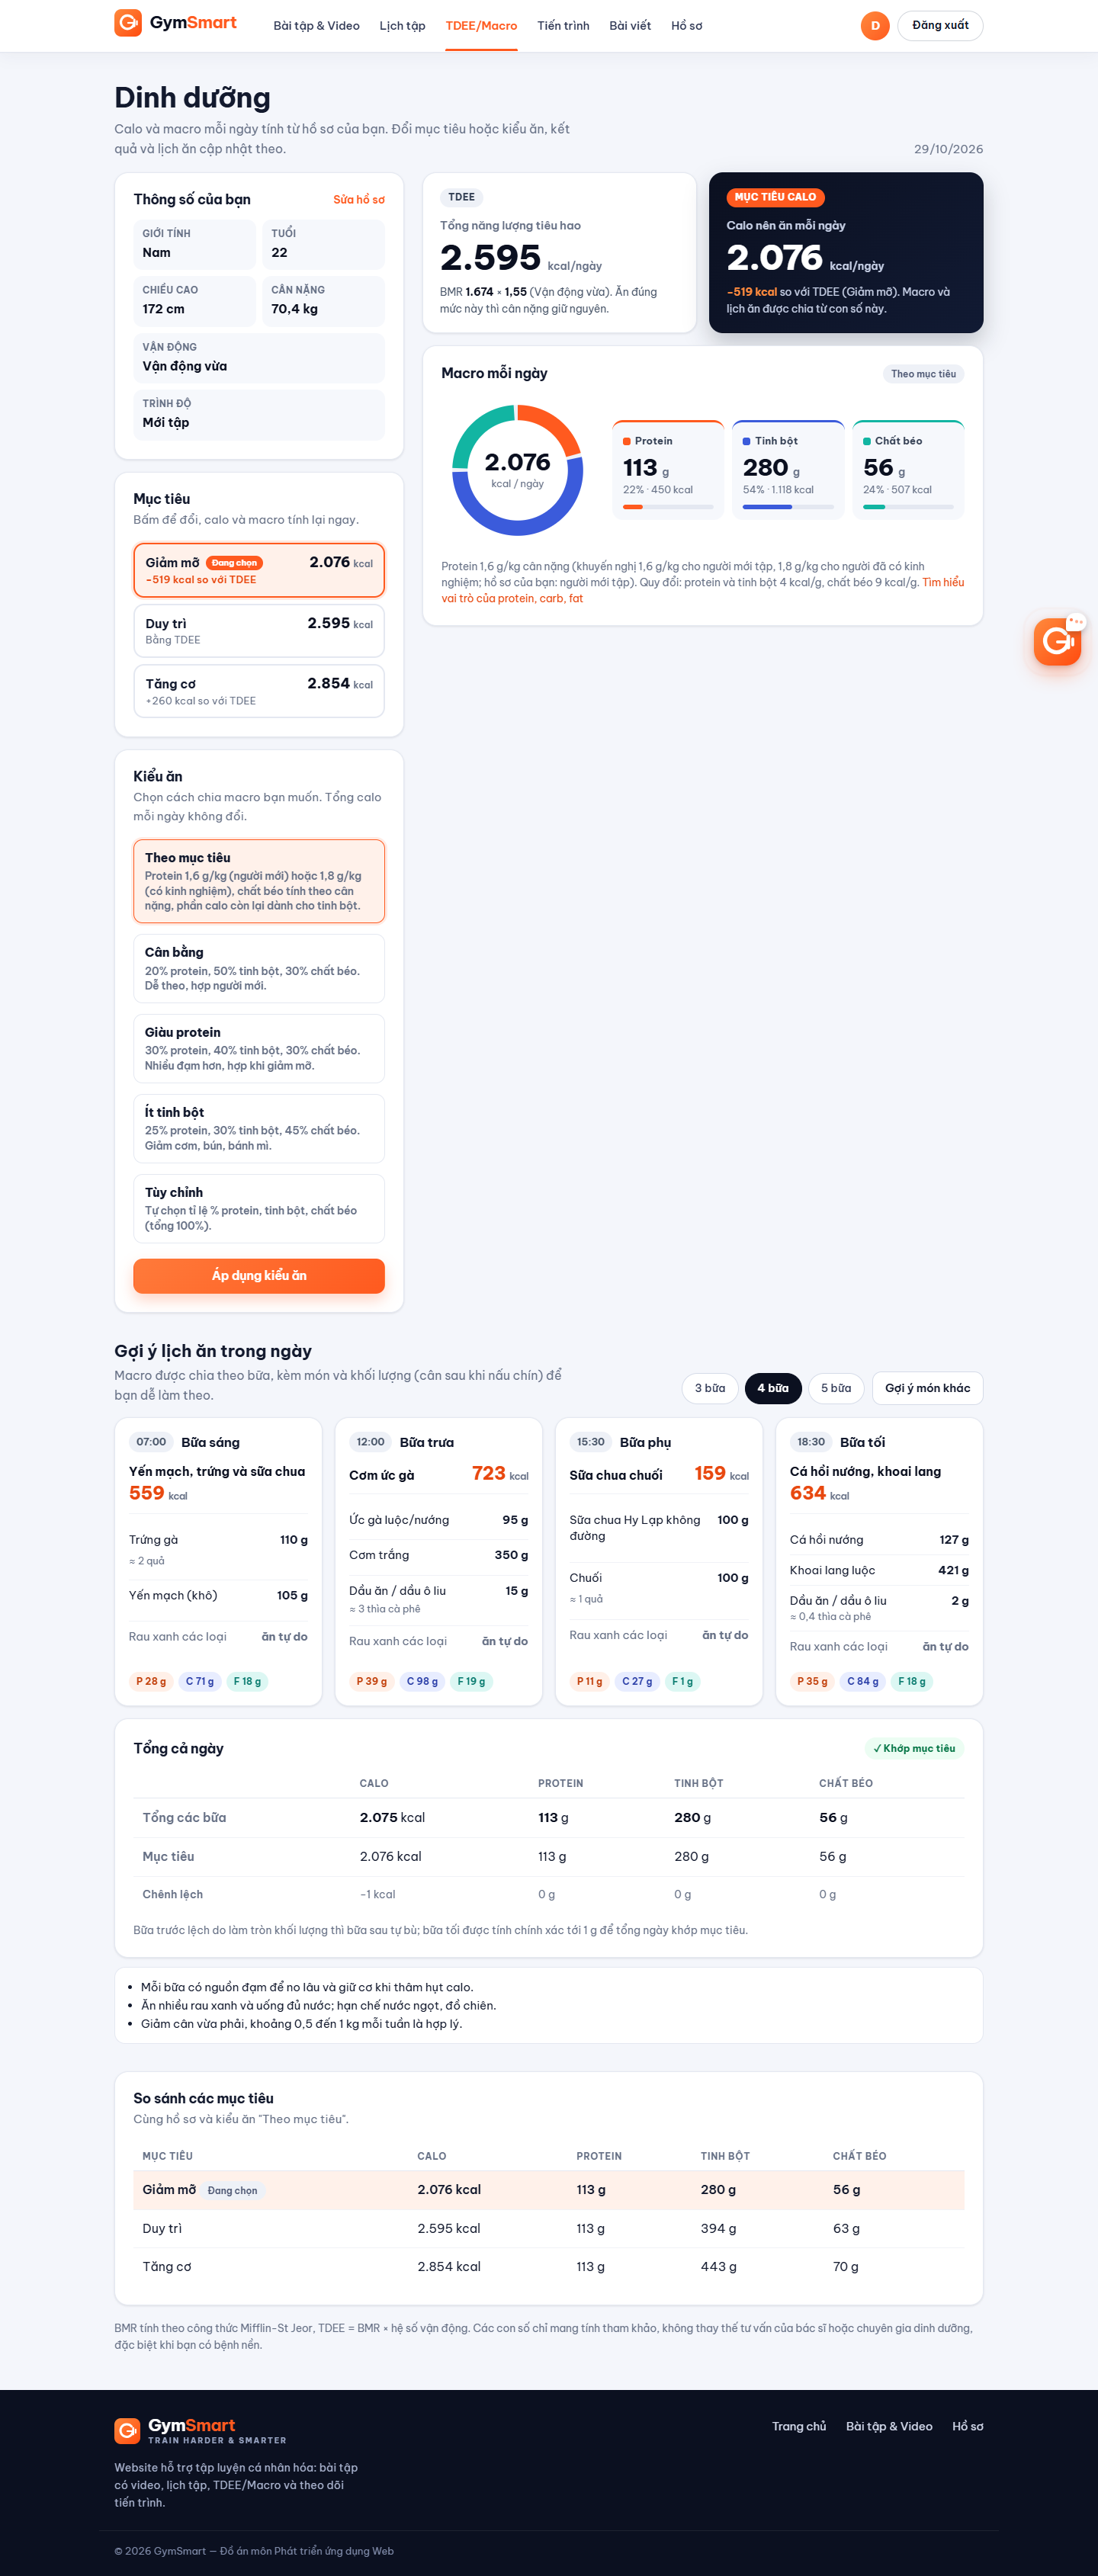 GymSmart
Bài tập & Video
Lịch tập
TDEE/Macro
Tiến trình
Bài viết
Hồ sơ
D
Đăng xuất
Dinh dưỡng
Calo và macro mỗi ngày tính từ hồ sơ của bạn. Đổi mục tiêu hoặc kiểu ăn, kết
quả và lịch ăn cập nhật theo.
29/10/2026
Thông số của bạn
Sửa hồ sơ
GIỚI TÍNH
Nam
TUỔI
22
CHIỀU CAO
172 cm
CÂN NẶNG
70,4 kg
VẬN ĐỘNG
Vận động vừa
TRÌNH ĐỘ
Mới tập
Mục tiêu
Bấm để đổi, calo và macro tính lại ngay.
Giảm mỡ Đang chọn 2.076 kcal
-519 kcal so với TDEE
Duy trì 2.595 kcal
Bằng TDEE
Tăng cơ 2.854 kcal
+260 kcal so với TDEE
Kiểu ăn
Chọn cách chia macro bạn muốn. Tổng calo
mỗi ngày không đổi.
Theo mục tiêu
Protein 1,6 g/kg (người mới) hoặc 1,8 g/kg
(có kinh nghiệm), chất béo tính theo cân
nặng, phần calo còn lại dành cho tinh bột.
Cân bằng
20% protein, 50% tinh bột, 30% chất béo.
Dễ theo, hợp người mới.
Giàu protein
30% protein, 40% tinh bột, 30% chất béo.
Nhiều đạm hơn, hợp khi giảm mỡ.
Ít tinh bột
25% protein, 30% tinh bột, 45% chất béo.
Giảm cơm, bún, bánh mì.
Tùy chỉnh
Tự chọn tỉ lệ % protein, tinh bột, chất béo
(tổng 100%).
Áp dụng kiểu ăn
TDEE
Tổng năng lượng tiêu hao
2.595 kcal/ngày
BMR 1.674 × 1,55 (Vận động vừa). Ăn đúng
mức này thì cân nặng giữ nguyên.
MỤC TIÊU CALO
Calo nên ăn mỗi ngày
2.076 kcal/ngày
-519 kcal so với TDEE (Giảm mỡ). Macro và
lịch ăn được chia từ con số này.
Macro mỗi ngày
Theo mục tiêu
2.076
kcal / ngày
Protein
113 g
22% · 450 kcal
Tinh bột
280 g
54% · 1.118 kcal
Chất béo
56 g
24% · 507 kcal
Protein 1,6 g/kg cân nặng (khuyến nghị 1,6 g/kg cho người mới tập, 1,8 g/kg cho người đã có kinh
nghiệm; hồ sơ của bạn: người mới tập). Quy đổi: protein và tinh bột 4 kcal/g, chất béo 9 kcal/g. Tìm hiểu
vai trò của protein, carb, fat
Gợi ý lịch ăn trong ngày
Macro được chia theo bữa, kèm món và khối lượng (cân sau khi nấu chín) để
bạn dễ làm theo.
3 bữa
4 bữa
5 bữa
Gợi ý món khác
07:00 Bữa sáng
Yến mạch, trứng và sữa chua
559 kcal
Trứng gà 110 g
≈ 2 quả
Yến mạch (khô) 105 g
Rau xanh các loại ăn tự do
P 28 g C 71 g F 18 g
12:00 Bữa trưa
Cơm ức gà 723 kcal
Ức gà luộc/nướng 95 g
Cơm trắng 350 g
Dầu ăn / dầu ô liu 15 g
≈ 3 thìa cà phê
Rau xanh các loại ăn tự do
P 39 g C 98 g F 19 g
15:30 Bữa phụ
Sữa chua chuối 159 kcal
Sữa chua Hy Lạp không 100 g
đường
Chuối 100 g
≈ 1 quả
Rau xanh các loại ăn tự do
P 11 g C 27 g F 1 g
18:30 Bữa tối
Cá hồi nướng, khoai lang
634 kcal
Cá hồi nướng 127 g
Khoai lang luộc 421 g
Dầu ăn / dầu ô liu 2 g
≈ 0,4 thìa cà phê
Rau xanh các loại ăn tự do
P 35 g C 84 g F 18 g
Tổng cả ngày
✓ Khớp mục tiêu
CALO PROTEIN TINH BỘT CHẤT BÉO
Tổng các bữa 2.075 kcal 113 g 280 g 56 g
Mục tiêu 2.076 kcal 113 g 280 g 56 g
Chênh lệch -1 kcal 0 g 0 g 0 g
Bữa trước lệch do làm tròn khối lượng thì bữa sau tự bù; bữa tối được tính chính xác tới 1 g để tổng ngày khớp mục tiêu.
• Mỗi bữa có nguồn đạm để no lâu và giữ cơ khi thâm hụt calo.
• Ăn nhiều rau xanh và uống đủ nước; hạn chế nước ngọt, đồ chiên.
• Giảm cân vừa phải, khoảng 0,5 đến 1 kg mỗi tuần là hợp lý.
So sánh các mục tiêu
Cùng hồ sơ và kiểu ăn "Theo mục tiêu".
MỤC TIÊU CALO PROTEIN TINH BỘT CHẤT BÉO
Giảm mỡ Đang chọn 2.076 kcal 113 g 280 g 56 g
Duy trì 2.595 kcal 113 g 394 g 63 g
Tăng cơ 2.854 kcal 113 g 443 g 70 g
BMR tính theo công thức Mifflin-St Jeor, TDEE = BMR × hệ số vận động. Các con số chỉ mang tính tham khảo, không thay thế tư vấn của bác sĩ hoặc chuyên gia dinh dưỡng,
đặc biệt khi bạn có bệnh nền.
GymSmart
TRAIN HARDER & SMARTER
Trang chủ
Bài tập & Video
Hồ sơ
Website hỗ trợ tập luyện cá nhân hóa: bài tập
có video, lịch tập, TDEE/Macro và theo dõi
tiến trình.
© 2026 GymSmart — Đồ án môn Phát triển ứng dụng Web